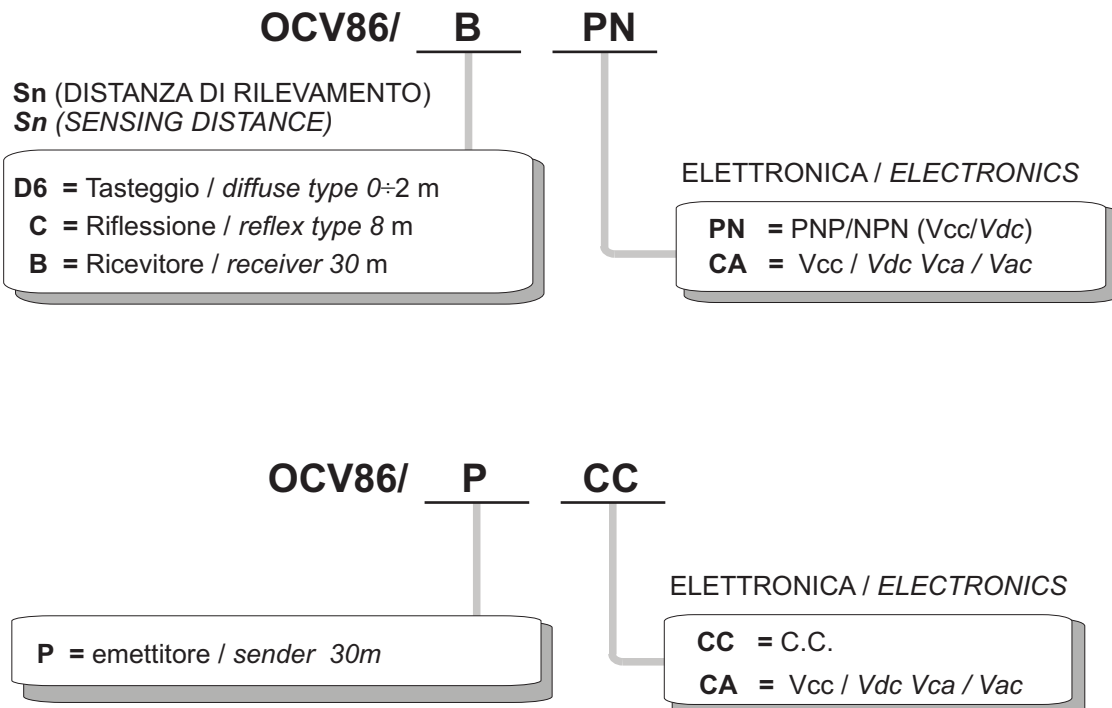 OCV86/ B PN
Sn (DISTANZA DI RILEVAMENTO)
Sn (SENSING DISTANCE)
D6 = Tasteggio / diffuse type 0÷2 m
C = Riflessione / reflex type 8 m
B = Ricevitore / receiver 30 m
ELETTRONICA / ELECTRONICS
PN = PNP/NPN (Vcc/Vdc)
CA = Vcc / Vdc Vca / Vac
OCV86/ P CC
P = emettitore / sender 30m
ELETTRONICA / ELECTRONICS
CC = C.C.
CA = Vcc / Vdc Vca / Vac